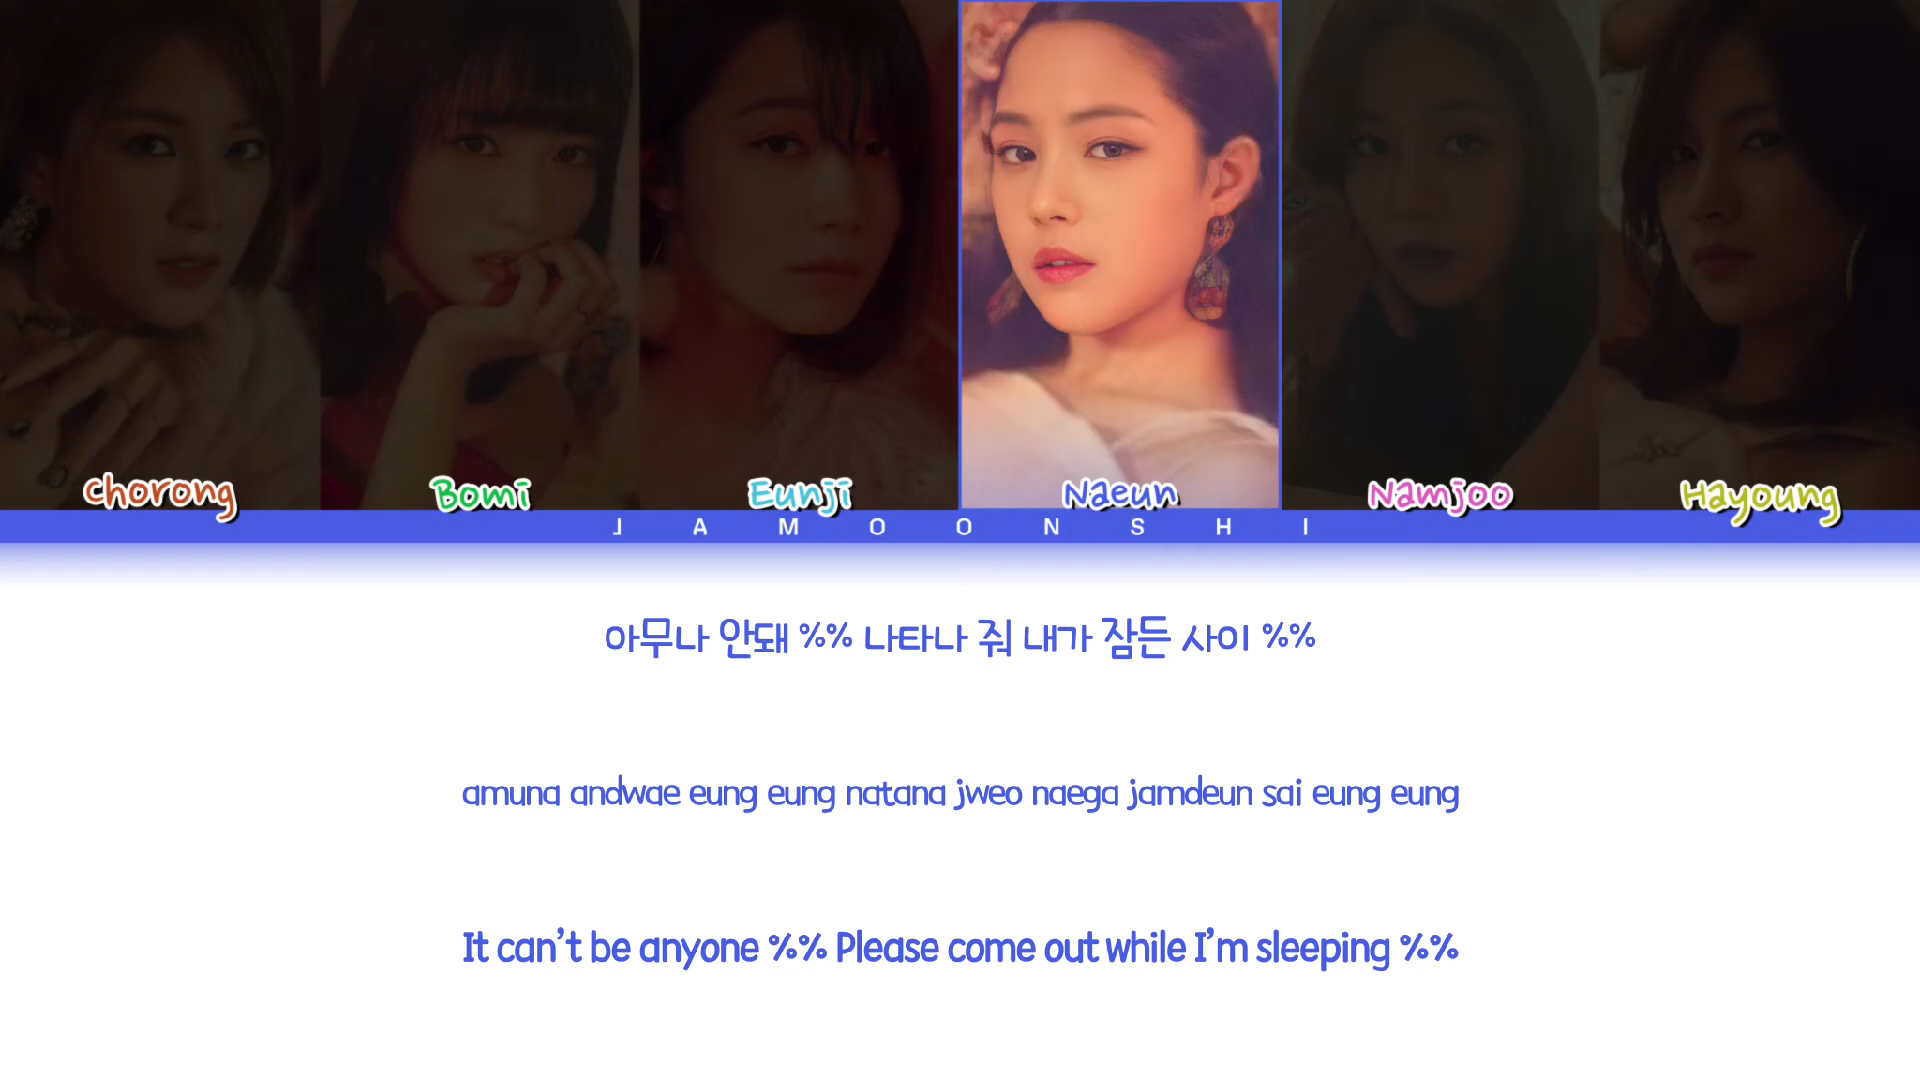 Chorong Bomi Eunji Naeun Namjoo Hayoung
JAMOONSHI
아무나 안돼 %% 나타나 줘 내가 잠든 사이 %%
amuna andwae eung eung natana jweo naega jamdeun sai eung eung
It can't be anyone %% Please come out while I'm sleeping %%